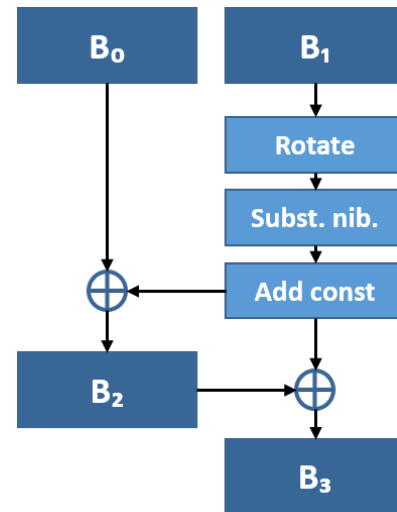 B₀
B₁
Rotate
Subst. nib.
Add const
B₂
B₃